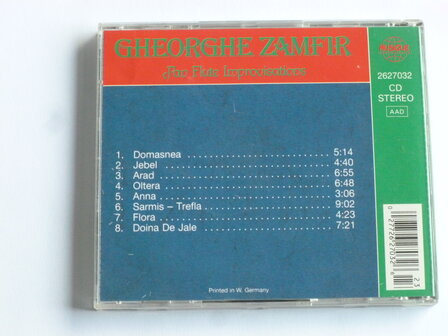 GHEORGHE ZAMFIR
Pan Flute Improvisations
2627032
CD
STEREO
AAD
1. Domasnea ........................ 5:14
2. Jebel ........................ 4:40
3. Arad ........................ 6:55
4. Oltera ........................ 6:48
5. Anna ........................ 3:06
6. Sarmis – Trefla ........................ 9:02
7. Flora ........................ 4:23
8. Doina De Jale ........................ 7:21
Printed in W. Germany